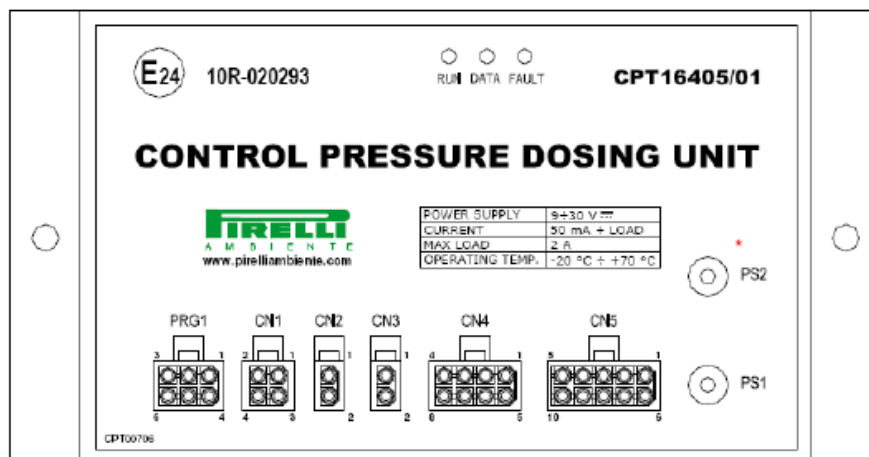 E24 10R-020293 RUN DATA FAULT CPT16405/01
CONTROL PRESSURE DOSING UNIT
PIRELLI
AMBIENTE
www.pirelliambiente.com
POWER SUPPLY 9÷30 V ⎓
CURRENT 50 mA + LOAD
MAX LOAD 2 A
OPERATING TEMP. -20 °C ÷ +70 °C
*
PS2
PRG1 CN1 CN2 CN3 CN4 CN5
3 1 2 1 1 1 4 1 5 1
PS1
6 4 4 3 2 2 8 5 10 6
CPT00706